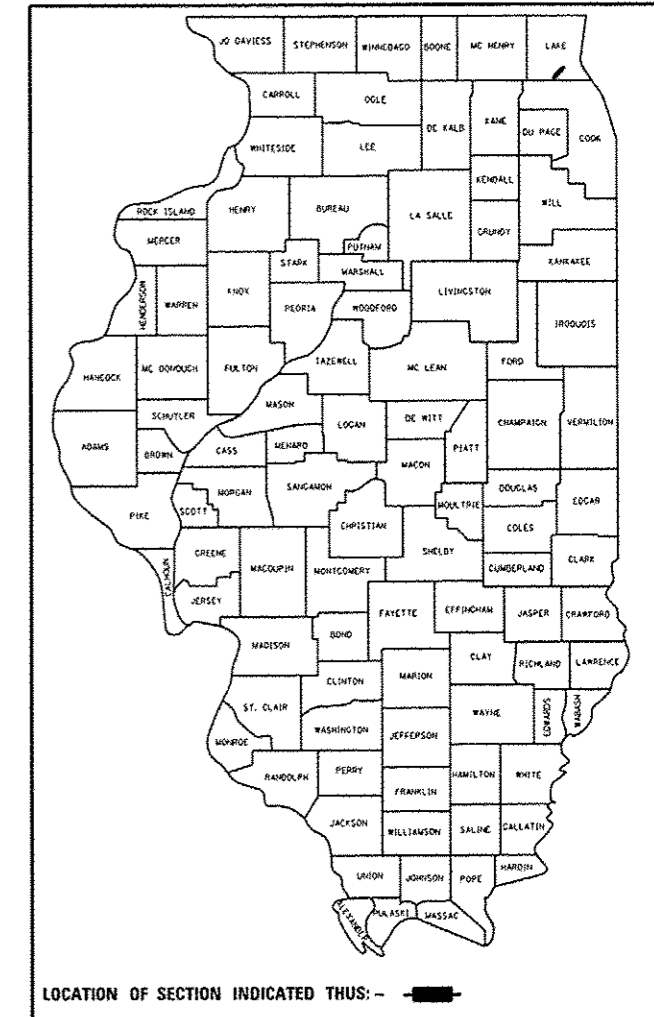 JO DAVIESS STEPHENSON WINNEBAGO BOONE MC HENRY LAKE
CARROLL OGLE DE KALB KANE DU PAGE COOK
WHITESIDE LEE
KENDALL
ROCK ISLAND HENRY BUREAU LA SALLE GRUNDY WILL
MERCER PUTNAM
STARK MARSHALL KANKAKEE
HENDERSON WARREN KNOX PEORIA WOODFORD LIVINGSTON IROQUOIS
HANCOCK MC DONOUGH FULTON TAZEWELL MC LEAN FORD
MASON
SCHUYLER LOGAN DE WITT CHAMPAIGN VERMILION
ADAMS BROWN CASS MENARD MACON PIATT
MORGAN SANGAMON DOUGLAS EDGAR
PIKE SCOTT CHRISTIAN MOULTRIE COLES
GREENE SHELBY
CALHOUN MACOUPIN MONTGOMERY CUMBERLAND CLARK
JERSEY FAYETTE EFFINGHAM JASPER CRAWFORD
MADISON BOND
CLAY RICHLAND LAWRENCE
CLINTON MARION
ST. CLAIR WAYNE EDWARDS WABASH
MONROE WASHINGTON JEFFERSON
RANDOLPH PERRY HAMILTON WHITE
FRANKLIN
JACKSON WILLIAMSON SALINE GALLATIN
UNION JOHNSON POPE HARDIN
ALEXANDER PULASKI MASSAC
LOCATION OF SECTION INDICATED THUS: -